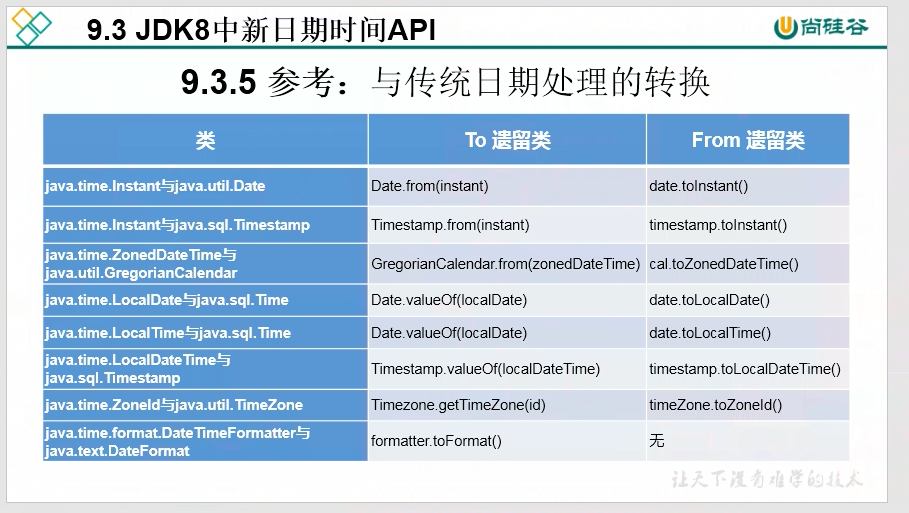 9.3 JDK8中新日期时间API
尚硅谷
9.3.5 参考：与传统日期处理的转换
类 To 遗留类 From 遗留类
java.time.Instant与java.util.Date Date.from(instant) date.toInstant()
java.time.Instant与java.sql.Timestamp Timestamp.from(instant) timestamp.toInstant()
java.time.ZonedDateTime与
java.util.GregorianCalendar GregorianCalendar.from(zonedDateTime) cal.toZonedDateTime()
java.time.LocalDate与java.sql.Time Date.valueOf(localDate) date.toLocalDate()
java.time.LocalTime与java.sql.Time Date.valueOf(localDate) date.toLocalTime()
java.time.LocalDateTime与
java.sql.Timestamp Timestamp.valueOf(localDateTime) timestamp.toLocalDateTime()
java.time.ZoneId与java.util.TimeZone Timezone.getTimeZone(id) timeZone.toZoneId()
java.time.format.DateTimeFormatter与
java.text.DateFormat formatter.toFormat() 无
让天下没有难学的技术